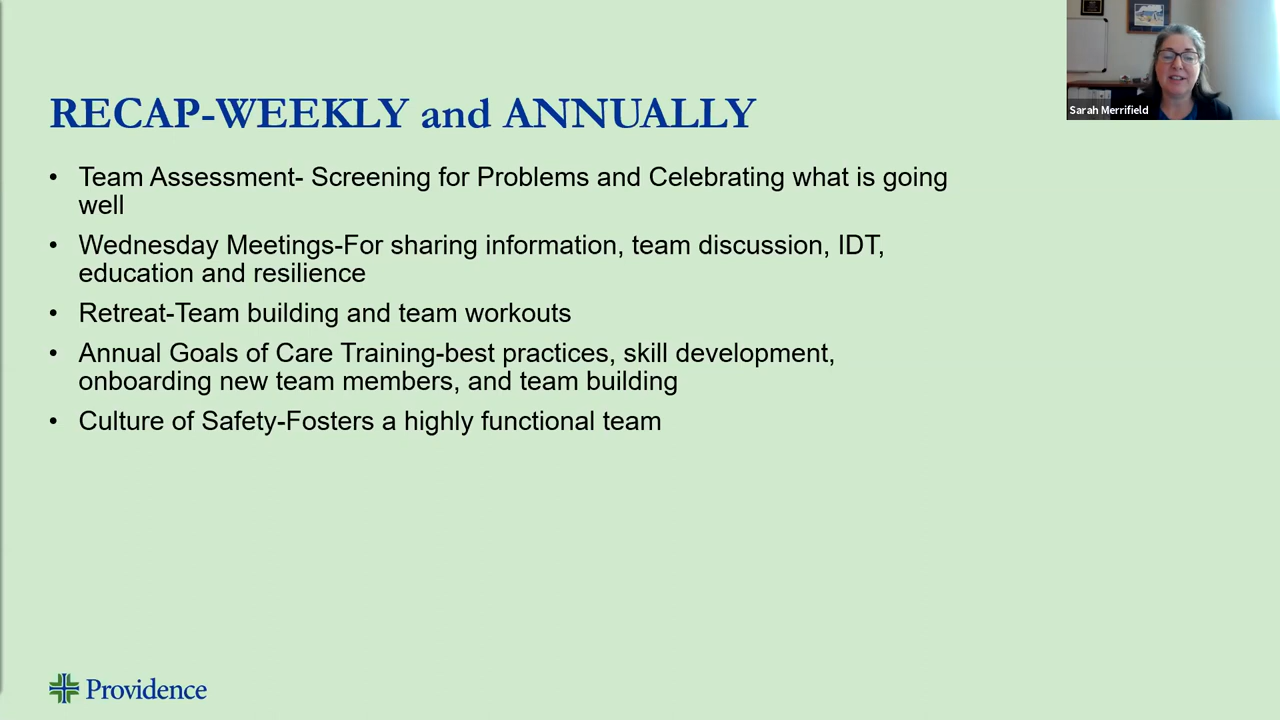 Sarah Merrifield
RECAP-WEEKLY and ANNUALLY
• Team Assessment- Screening for Problems and Celebrating what is going
well
• Wednesday Meetings-For sharing information, team discussion, IDT,
education and resilience
• Retreat-Team building and team workouts
• Annual Goals of Care Training-best practices, skill development,
onboarding new team members, and team building
• Culture of Safety-Fosters a highly functional team
Providence